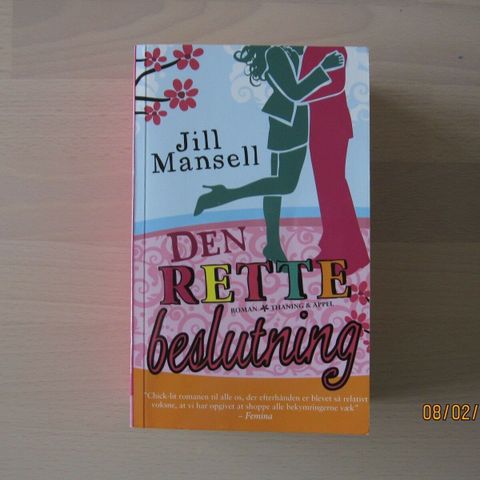 Jill
Mansell
DEN
RETTE
ROMAN THANING & APPEL
beslutning
"Chick-lit romanen til alle os, der efterhånden er blevet så relativt
voksne, at vi har opgivet at shoppe alle bekymringerne væk"
– Femina
08/02/